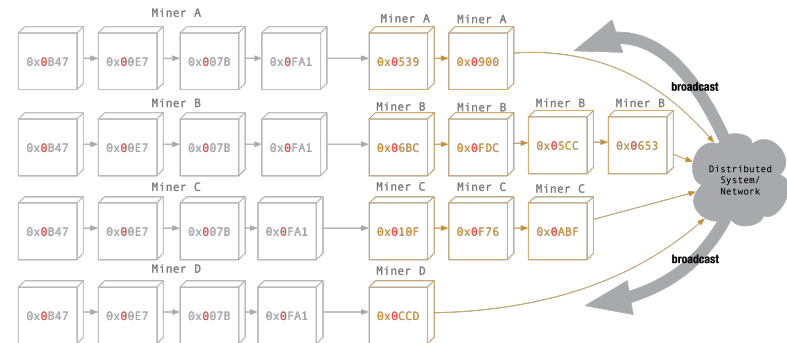 Miner A
Miner A
Miner A
0x0B47
0x00E7
0x007B
0x0FA1
0x0539
0x0900
broadcast
Miner B
Miner B
Miner B
Miner B
Miner B
0x0B47
0x00E7
0x007B
0x0FA1
0x06BC
0x0FDC
0x05CC
0x0653
Distributed
System/
Network
Miner C
Miner C
Miner C
Miner C
0x0B47
0x00E7
0x007B
0x0FA1
0x010F
0x0F76
0x0ABF
broadcast
Miner D
Miner D
0x0B47
0x00E7
0x007B
0x0FA1
0x0CCD